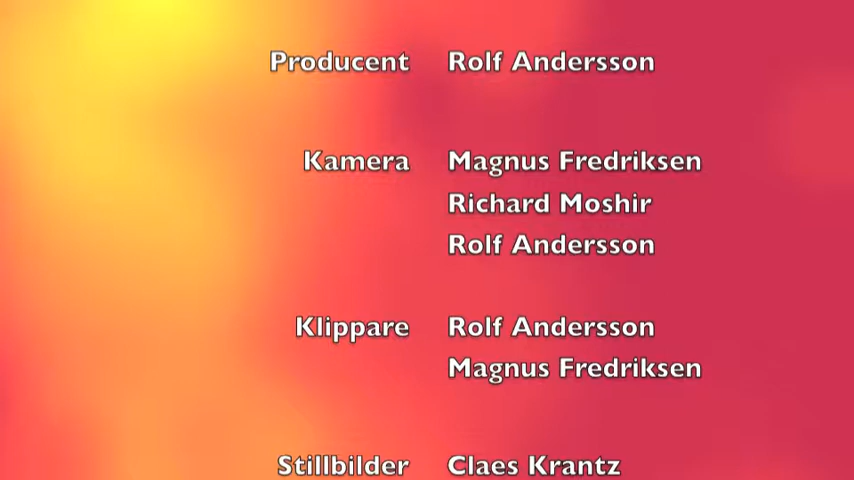 Producent Rolf Andersson
Kamera Magnus Fredriksen
Richard Moshir
Rolf Andersson
Klippare Rolf Andersson
Magnus Fredriksen
Stillbilder Claes Krantz